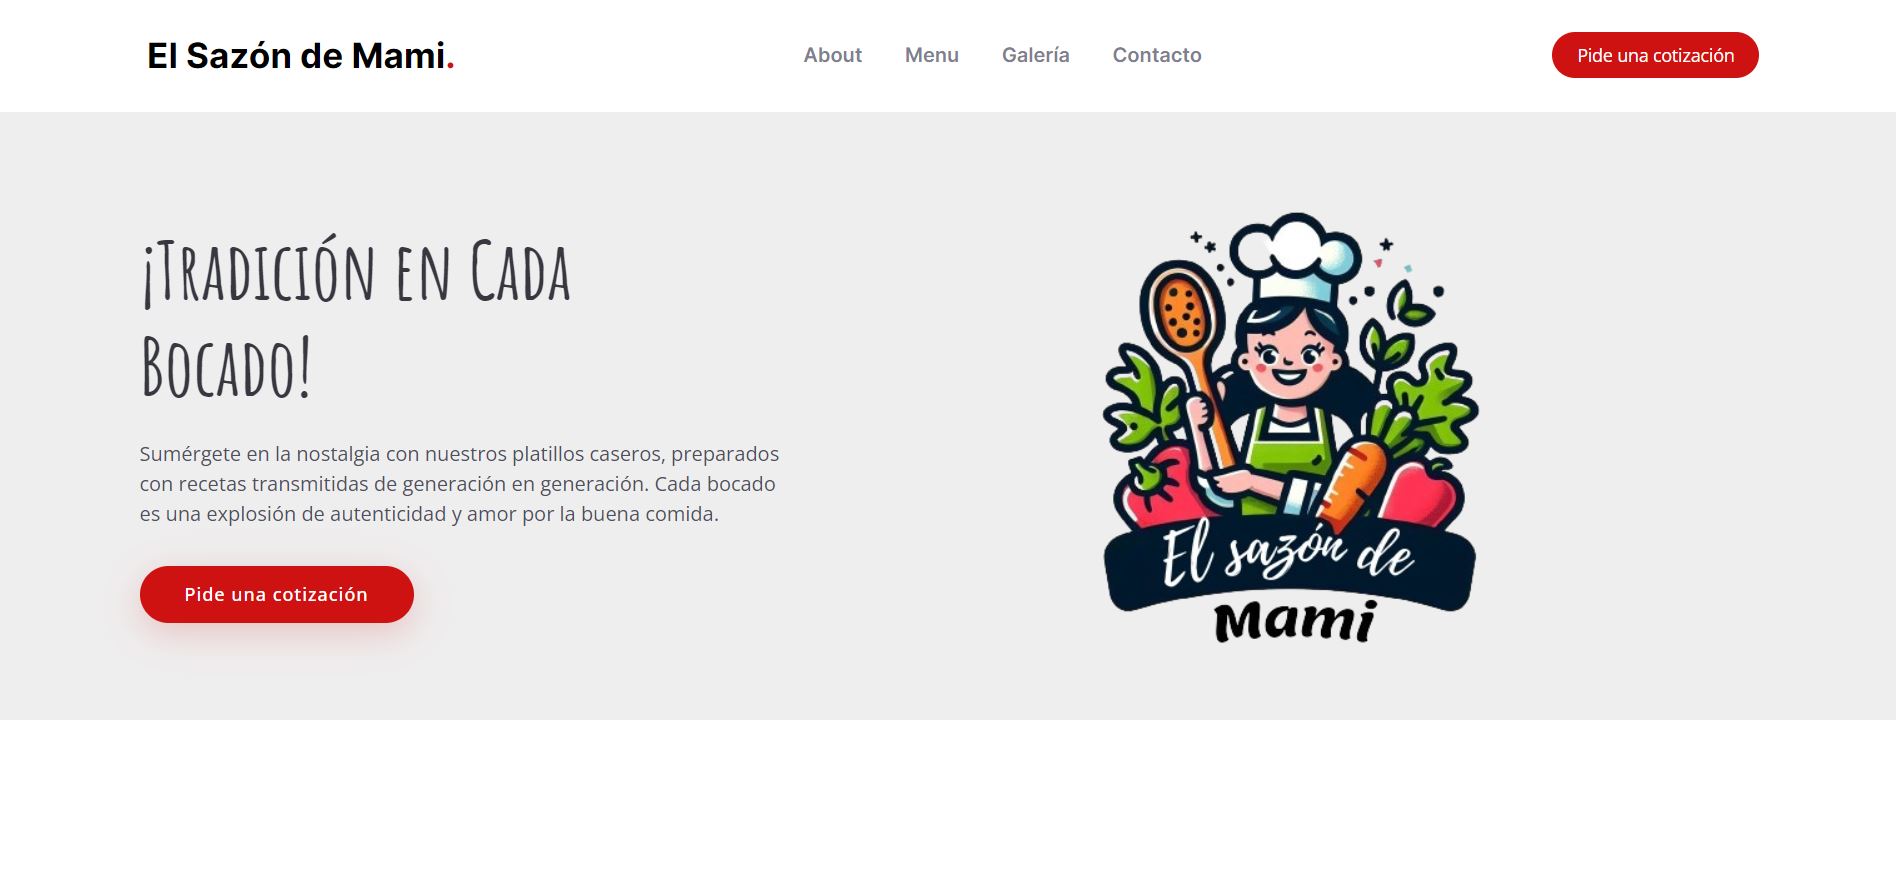 El Sazón de Mami.
About
Menu
Galería
Contacto
Pide una cotización
¡Tradición en Cada
Bocado!
Sumérgete en la nostalgia con nuestros platillos caseros, preparados
con recetas transmitidas de generación en generación. Cada bocado
es una explosión de autenticidad y amor por la buena comida.
Pide una cotización
El sazón de
Mami